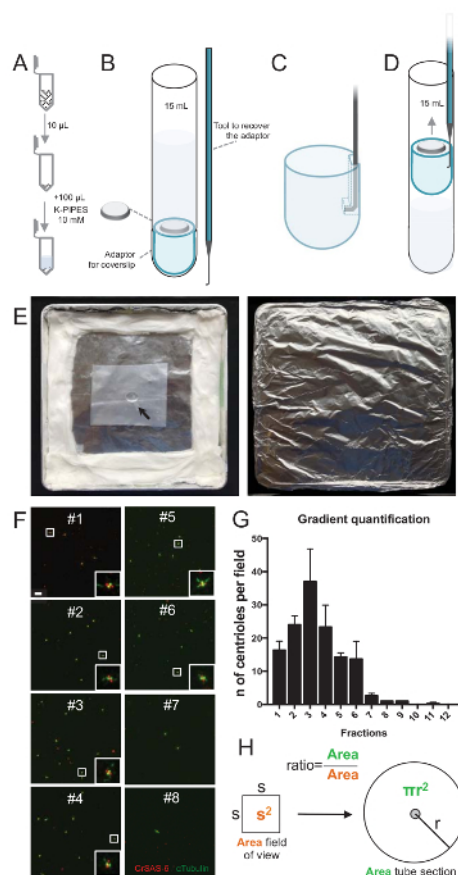 A
B
C
D
10 µL
+100 µL
K-PIPES
10 mM
15 mL
Tool to recover
the adaptor
Adaptor
for coverslip
15 mL
E
F
#1
#5
#2
#6
#3
#7
#4
#8
CrSAS-6 / αTubulin
G
Gradient quantification
n of centrioles per field
50
40
30
20
10
0
1 2 3 4 5 6 7 8 9 10 11 12
Fractions
H
ratio=
Area
Area
s
s
s²
Area field
of view
πr²
r
Area tube section